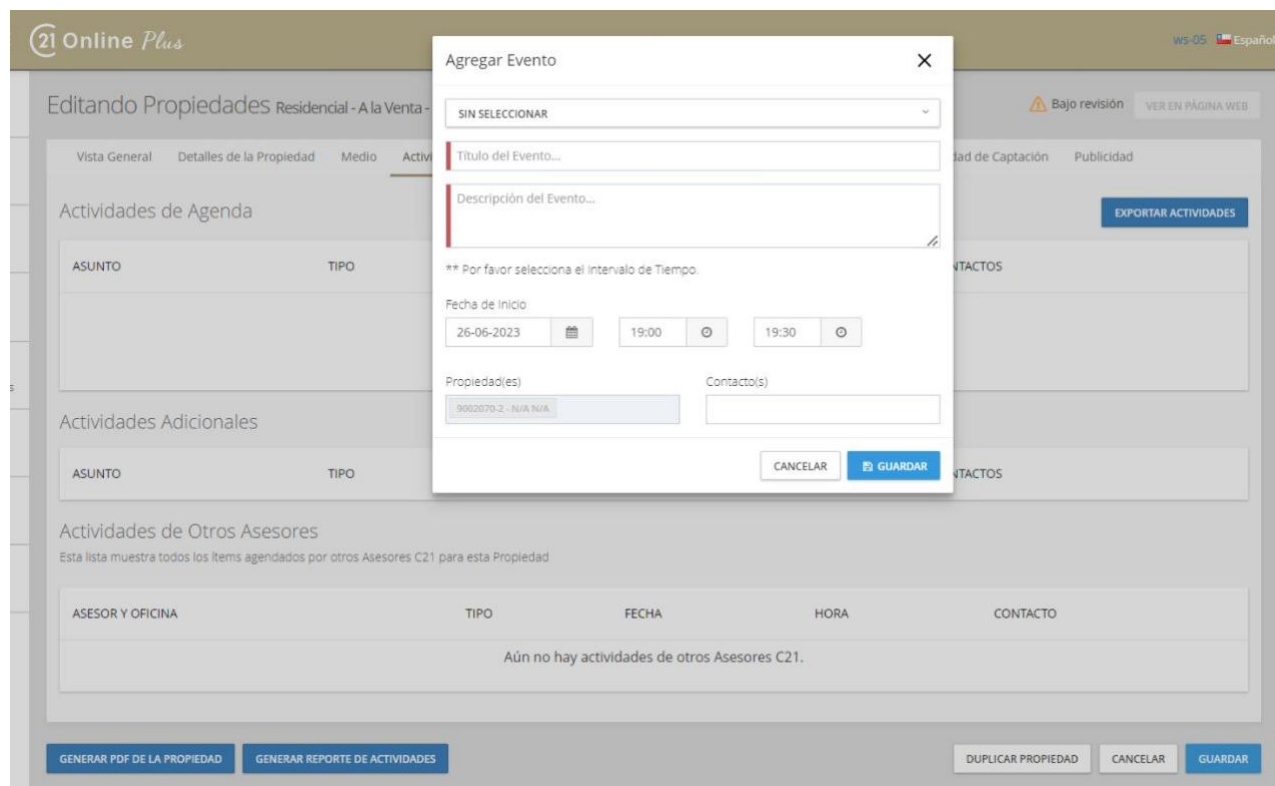 21 Online Plus
ws-05 Español
Editando Propiedades Residencial - A la Venta -
Bajo revisión
VER EN PÁGINA WEB
Vista General
Detalles de la Propiedad
Medio
Activi
dad de Captación
Publicidad
Actividades de Agenda
EXPORTAR ACTIVIDADES
ASUNTO
TIPO
NTACTOS
Agregar Evento
SIN SELECCIONAR
Título del Evento...
Descripción del Evento...
** Por favor selecciona el Intervalo de Tiempo.
Fecha de Inicio
26-06-2023
19:00
19:30
Propiedad(es)
Contacto(s)
9002070-2 - N/A N/A
CANCELAR
GUARDAR
s
Actividades Adicionales
ASUNTO
TIPO
NTACTOS
Actividades de Otros Asesores
Esta lista muestra todos los ítems agendados por otros Asesores C21 para esta Propiedad
ASESOR Y OFICINA
TIPO
FECHA
HORA
CONTACTO
Aún no hay actividades de otros Asesores C21.
GENERAR PDF DE LA PROPIEDAD
GENERAR REPORTE DE ACTIVIDADES
DUPLICAR PROPIEDAD
CANCELAR
GUARDAR